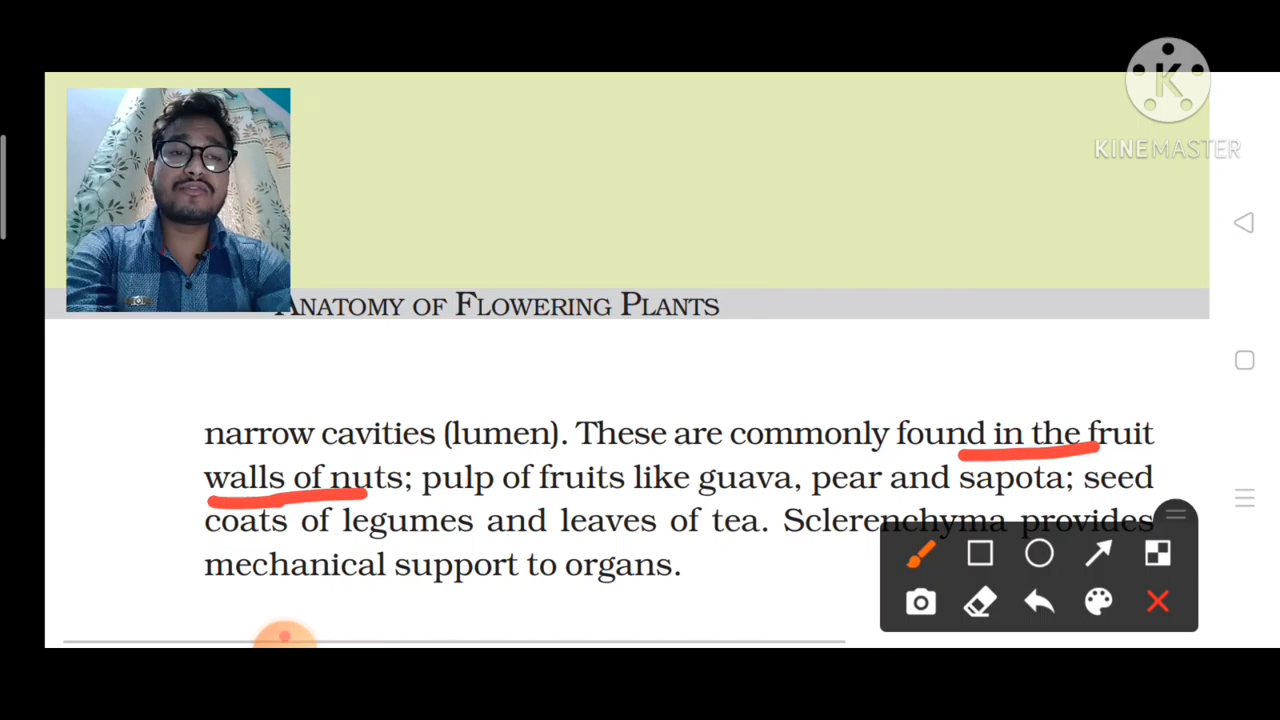 KINEMASTER
ANATOMY OF FLOWERING PLANTS
narrow cavities (lumen). These are commonly found in the fruit
walls of nuts; pulp of fruits like guava, pear and sapota; seed
coats of legumes and leaves of tea. Sclerenchyma provides
mechanical support to organs.